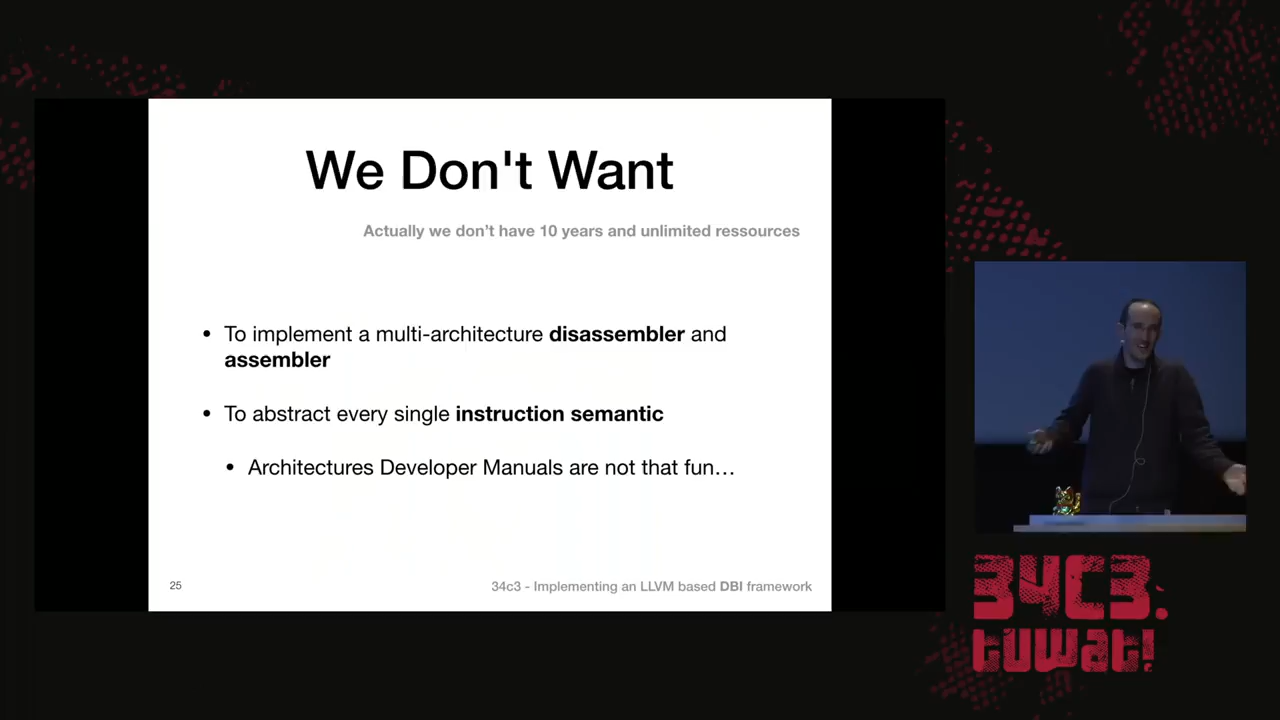 We Don't Want
Actually we don't have 10 years and unlimited ressources
• To implement a multi-architecture disassembler and
assembler
• To abstract every single instruction semantic
• Architectures Developer Manuals are not that fun…
25
34c3 - Implementing an LLVM based DBI framework
34C3.
tuwat!